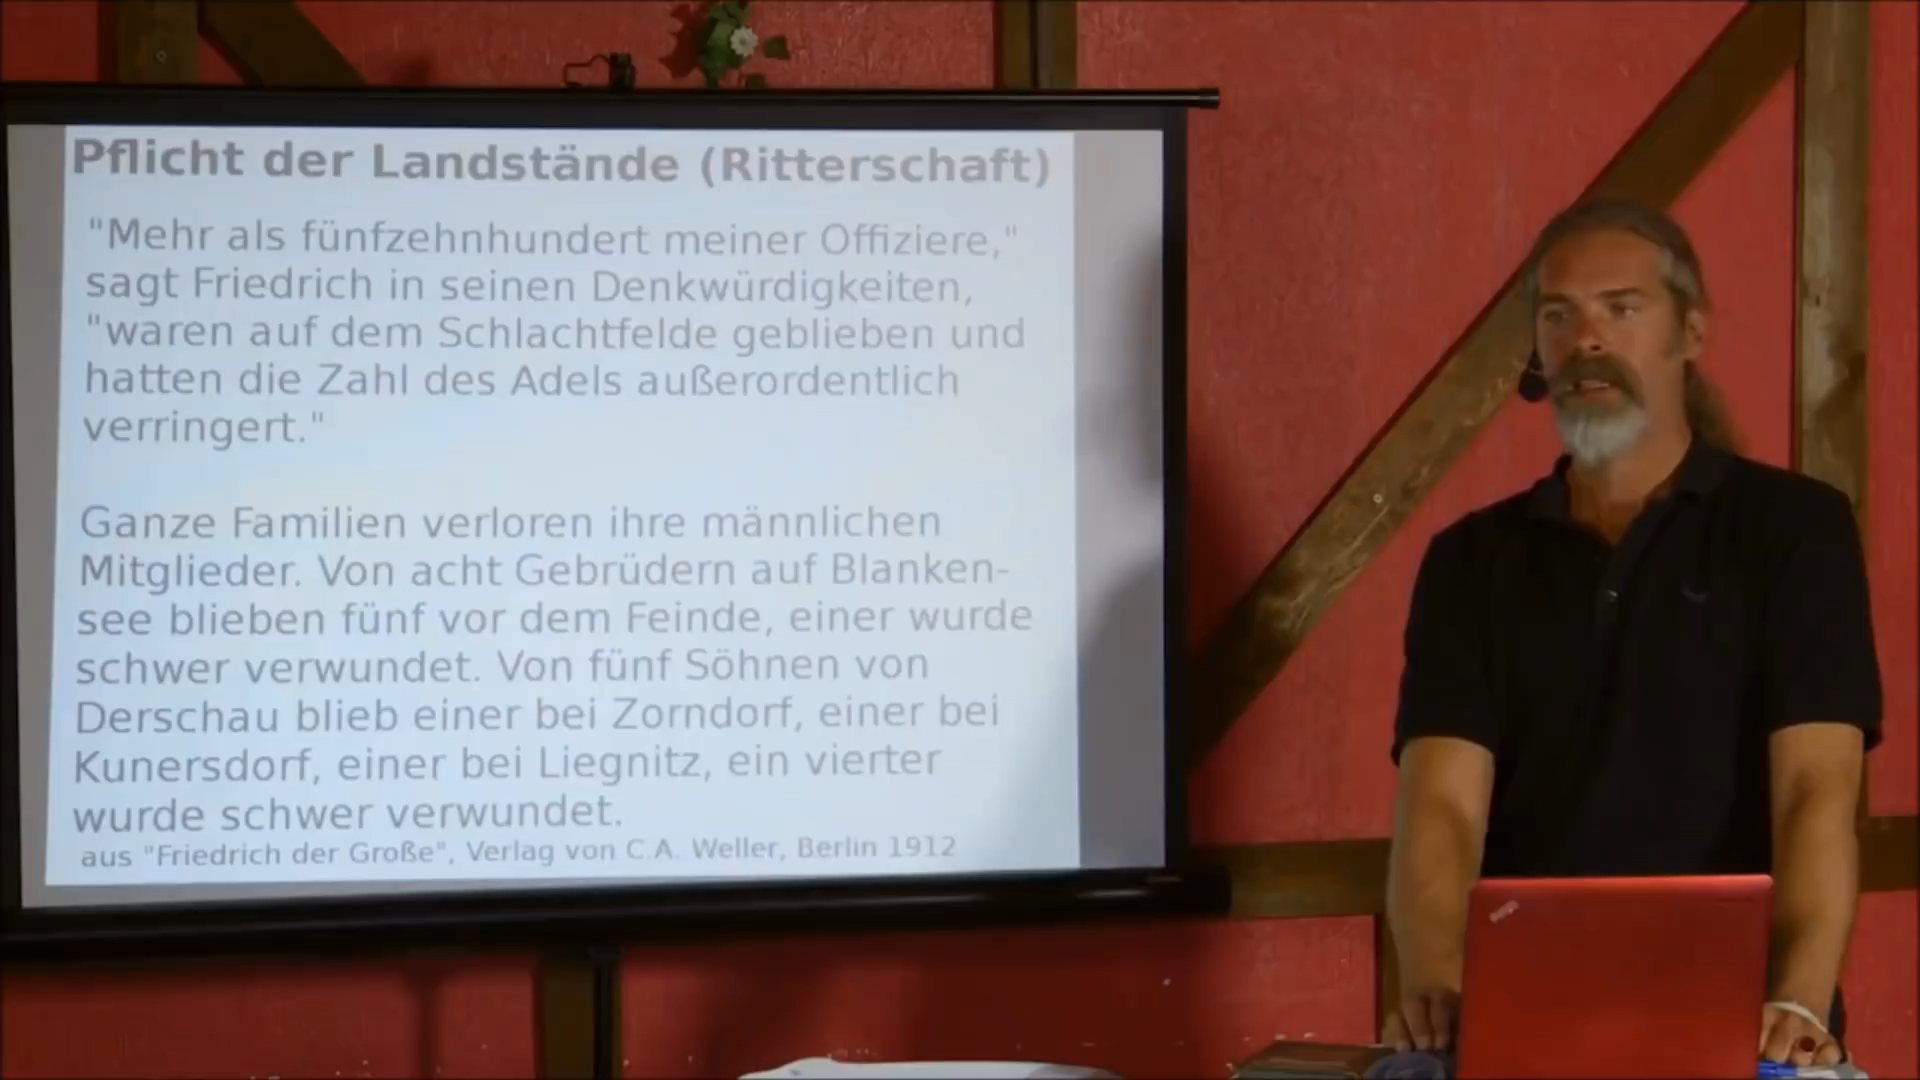 Pflicht der Landstände (Ritterschaft)
"Mehr als fünfzehnhundert meiner Offiziere,"
sagt Friedrich in seinen Denkwürdigkeiten,
"waren auf dem Schlachtfelde geblieben und
hatten die Zahl des Adels außerordentlich
verringert."
Ganze Familien verloren ihre männlichen
Mitglieder. Von acht Gebrüdern auf Blanken-
see blieben fünf vor dem Feinde, einer wurde
schwer verwundet. Von fünf Söhnen von
Derschau blieb einer bei Zorndorf, einer bei
Kunersdorf, einer bei Liegnitz, ein vierter
wurde schwer verwundet.
aus "Friedrich der Große", Verlag von C.A. Weller, Berlin 1912